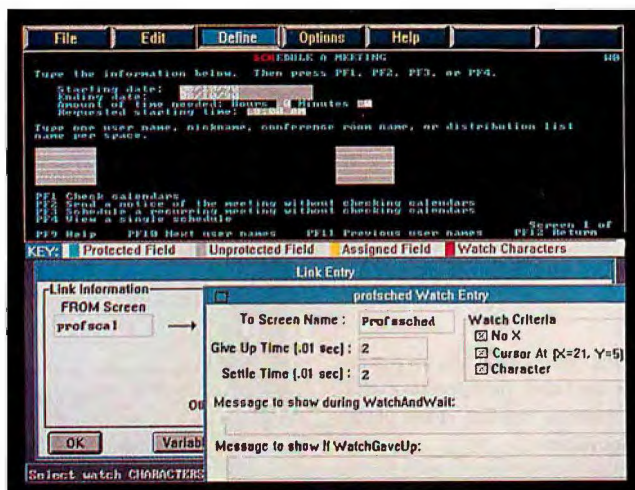 File Edit Define Options Help
SCHEDULE A MEETING
Type the information below. Then press PF1, PF2, PF3, or PF4.
Starting date:
Ending date:
Amount of time needed: Hours Minutes
Requested starting time:
Type one user name, nickname, conference room name, or distribution list
name per space.
PF1 Check calendars
PF2 Send a notice of the meeting without checking calendars
PF3 Schedule a recurring meeting without checking calendars
PF4 View a single schedule
Screen 1 of
PF9 Help PF10 Next user names PF11 Previous user names PF12 Return
KEY: Protected Field Unprotected Field Assigned Field Watch Characters
Link Entry
Link Information
FROM Screen
profscal
profsched Watch Entry
To Screen Name : Profssched
Give Up Time (.01 sec) : 2
Settle Time (.01 sec) : 2
Watch Criteria
No X
Cursor At (X=21, Y=5)
Character
Message to show during WatchAndWait:
Message to show If WatchGaveUp:
OK Variabl
Select watch CHARACTERS